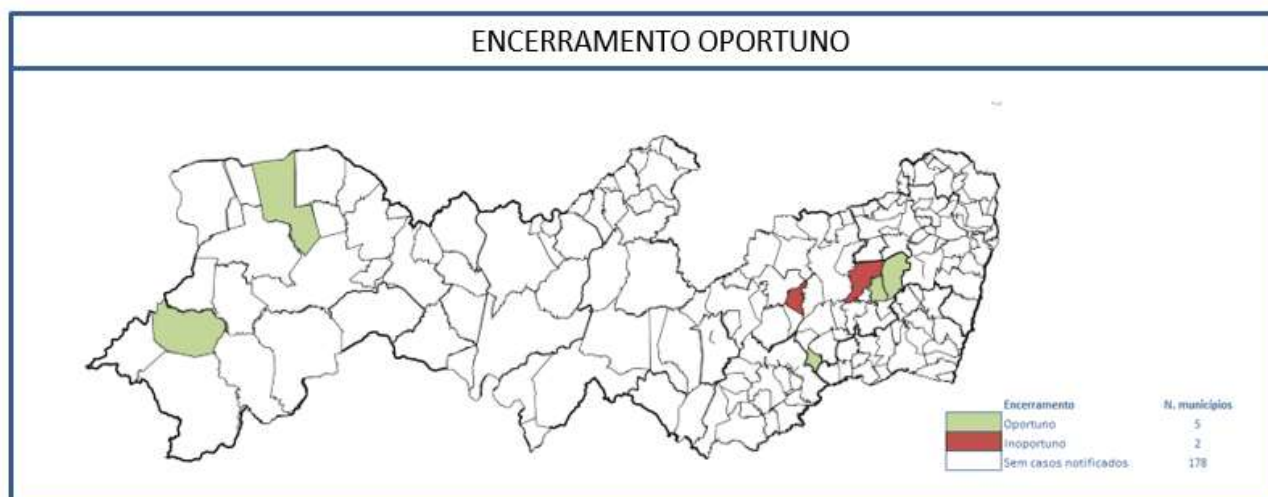 ENCERRAMENTO OPORTUNO
Encerramento N. municípios
Oportuno 5
Inoportuno 2
Sem casos notificados 178